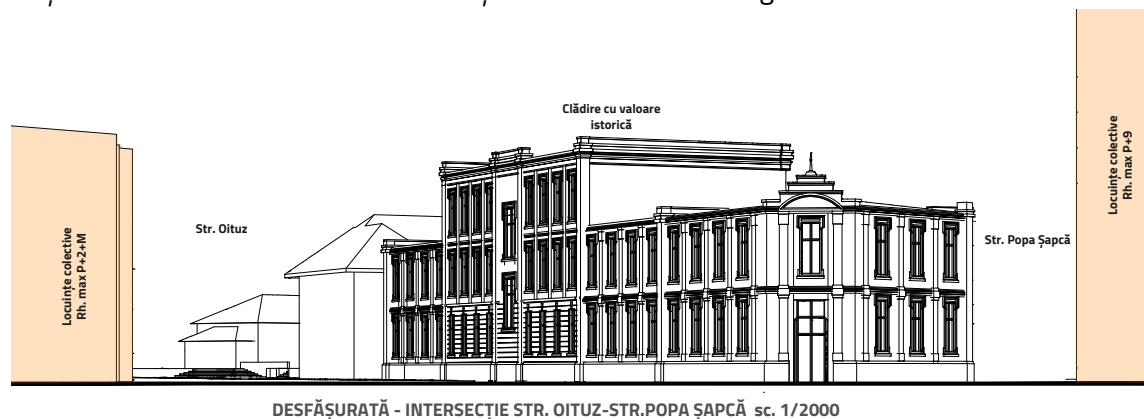 Clădire cu valoare
istorică
Locuințe colective
Rh. max P+2+M
Str. Oituz
Str. Popa Șapcă
Locuințe colective
Rh. max P+9
DESFĂȘURATĂ - INTERSECȚIE STR. OITUZ-STR.POPA ȘAPCĂ sc. 1/2000